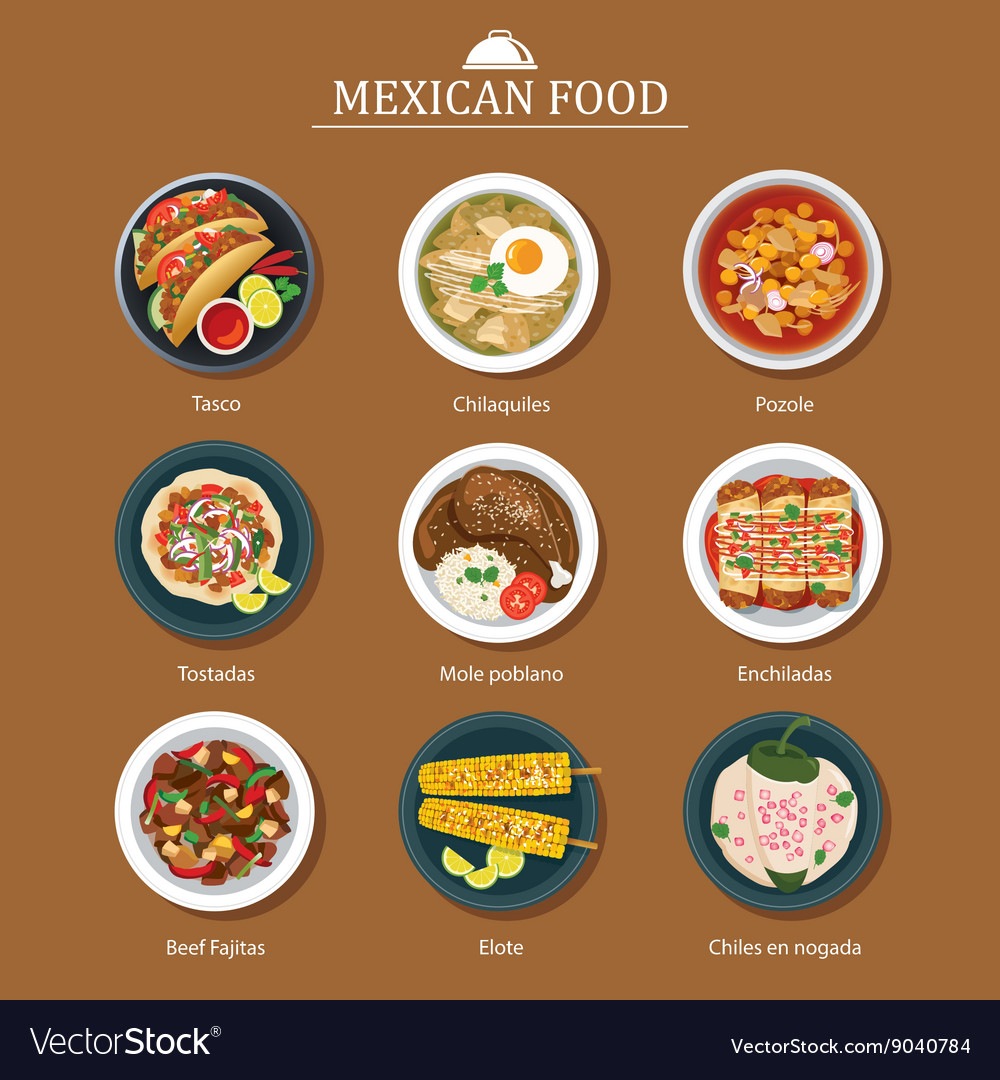 MEXICAN FOOD
Tasco
Chilaquiles
Pozole
Tostadas
Mole poblano
Enchiladas
Beef Fajitas
Elote
Chiles en nogada
VectorStock®
VectorStock.com/9040784